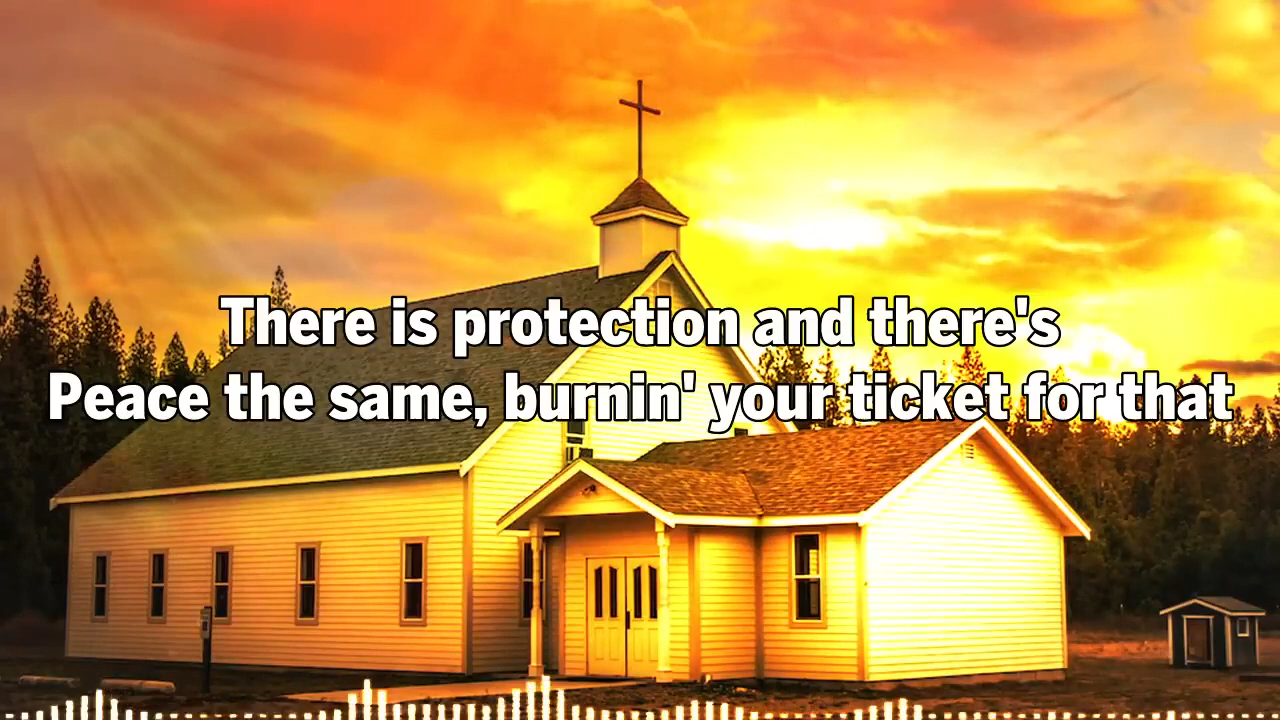 There is protection and there's
Peace the same, burnin' your ticket for that